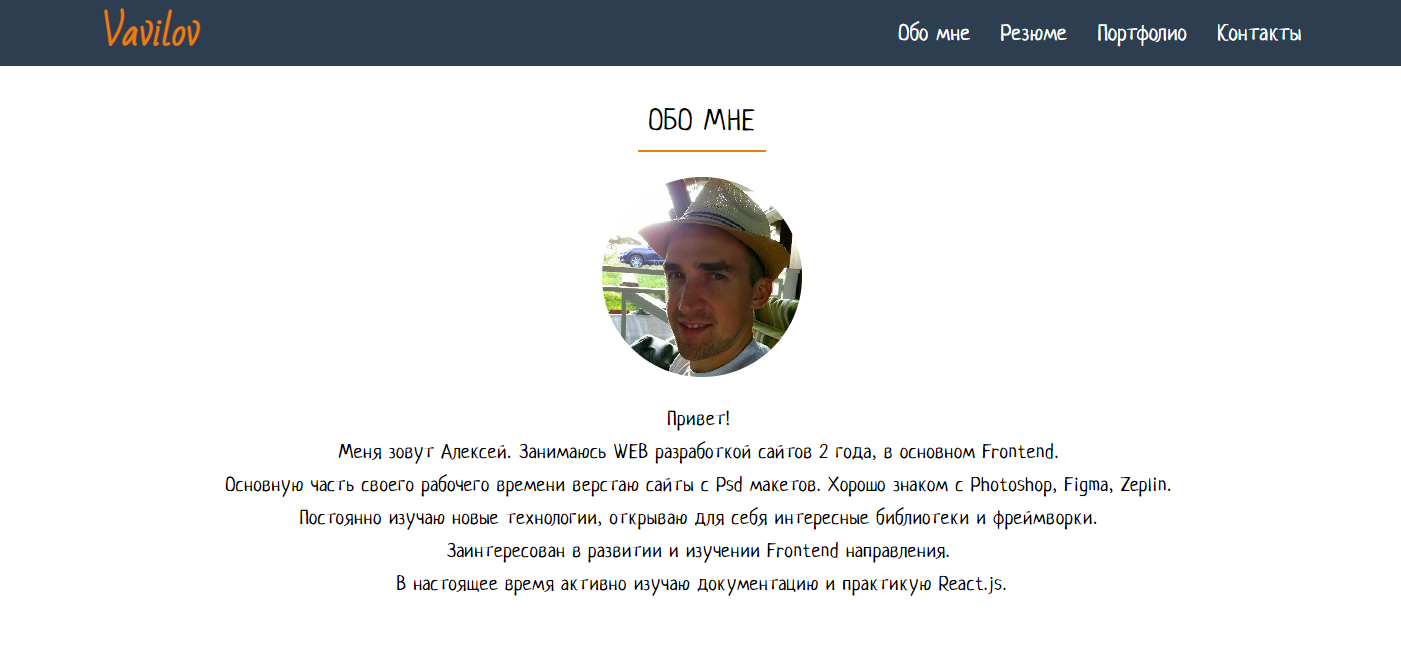 Vavilov
Обо мне Резюме Портфолио Контакты
ОБО МНЕ
Привет!
Меня зовут Алексей. Занимаюсь WEB разработкой сайтов 2 года, в основном Frontend.
Основную часть своего рабочего времени верстаю сайты с Psd макетов. Хорошо знаком с Photoshop, Figma, Zeplin.
Постоянно изучаю новые технологии, открываю для себя интересные библиотеки и фреймворки.
Заинтересован в развитии и изучении Frontend направления.
В настоящее время активно изучаю документацию и практикую React.js.